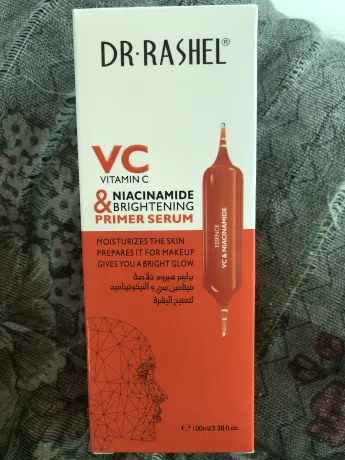 DR·RASHEL®
VC
VITAMIN C
& NIACINAMIDE
BRIGHTENING
PRIMER SERUM
MOISTURIZES THE SKIN
PREPARES IT FOR MAKEUP
GIVES YOU A BRIGHT GLOW
برايمر سيروم خلاصة
فيتامين سي و النيكوتيناميد
لتفتيح البشرة
ESSENCE
VC & NIACINAMIDE
100ml/3.38 fl.oz.